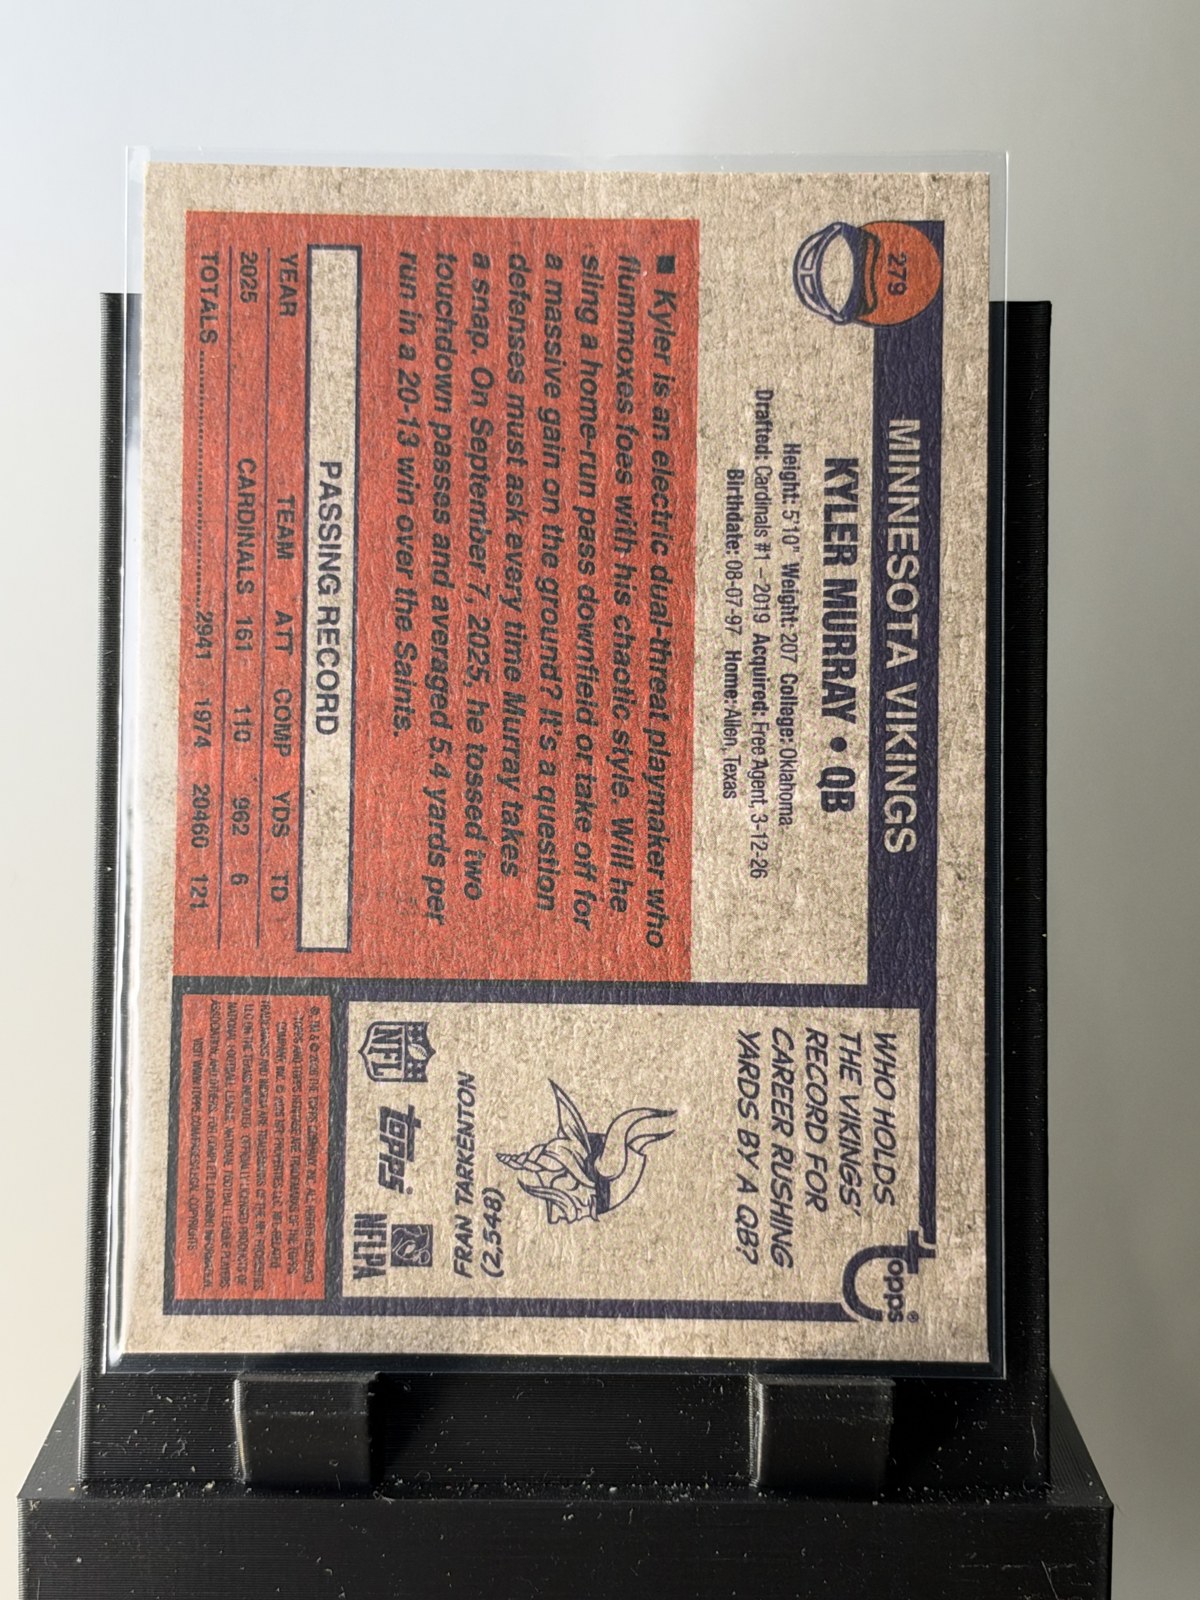 279
MINNESOTA VIKINGS
KYLER MURRAY • QB
Height: 5'10" Weight: 207 College: Oklahoma
Drafted: Cardinals #1 – 2019 Acquired: Free Agent, 3-12-26
Birthdate: 08-07-97 Home: Allen, Texas
■ Kyler is an electric dual-threat playmaker who
flummoxes foes with his chaotic style. Will he
sling a home-run pass downfield or take off for
a massive gain on the ground? It's a question
defenses must ask every time Murray takes
a snap. On September 7, 2025, he tossed two
touchdown passes and averaged 5.4 yards per
run in a 20-13 win over the Saints.
PASSING RECORD
YEAR TEAM ATT COMP YDS TD
2025 CARDINALS 161 110 962 6
TOTALS 2941 1974 20460 121
topps®
WHO HOLDS
THE VIKINGS'
RECORD FOR
CAREER RUSHING
YARDS BY A QB?
FRAN TARKENTON
(2,548)
NFL topps NFLPA